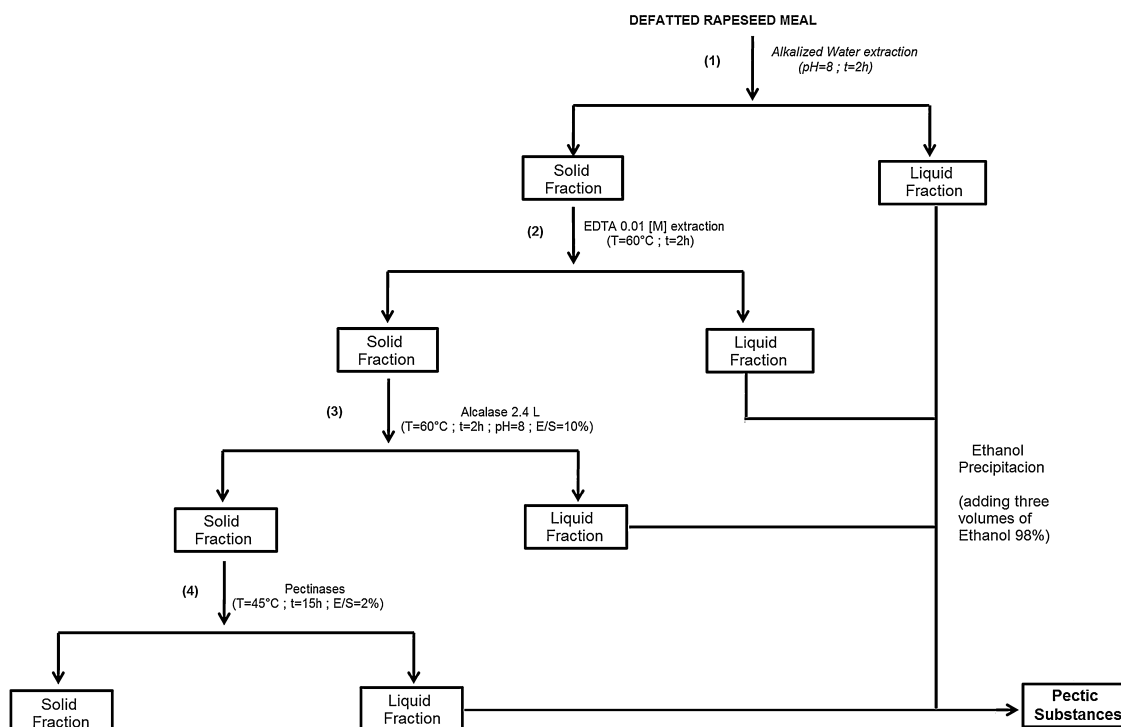 DEFATTED RAPESEED MEAL
(1)
Alkalized Water extraction
(pH=8 ; t=2h)
Solid
Fraction
Liquid
Fraction
(2)
EDTA 0.01 [M] extraction
(T=60°C ; t=2h)
Solid
Fraction
Liquid
Fraction
(3)
Alcalase 2.4 L
(T=60°C ; t=2h ; pH=8 ; E/S=10%)
Ethanol
Precipitacion
(adding three
volumes of
Ethanol 98%)
Solid
Fraction
Liquid
Fraction
(4)
Pectinases
(T=45°C ; t=15h ; E/S=2%)
Solid
Fraction
Liquid
Fraction
Pectic
Substances